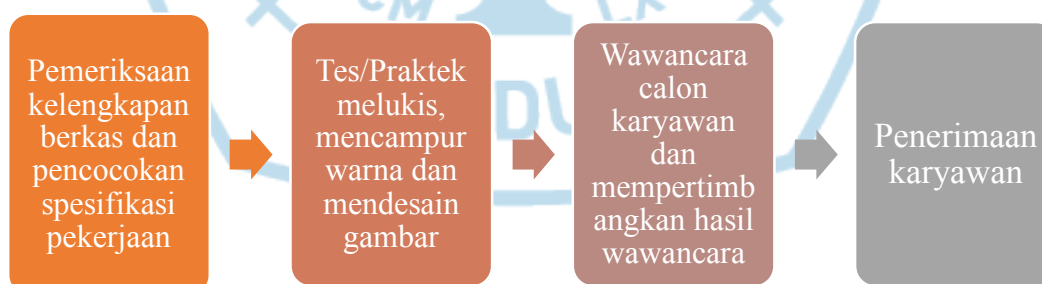 Pemeriksaan
kelengkapan
berkas dan
pencocokan
spesifikasi
pekerjaan
Tes/Praktek
melukis,
mencampur
warna dan
mendesain
gambar
Wawancara
calon
karyawan
dan
mempertimb
angkan hasil
wawancara
Penerimaan
karyawan